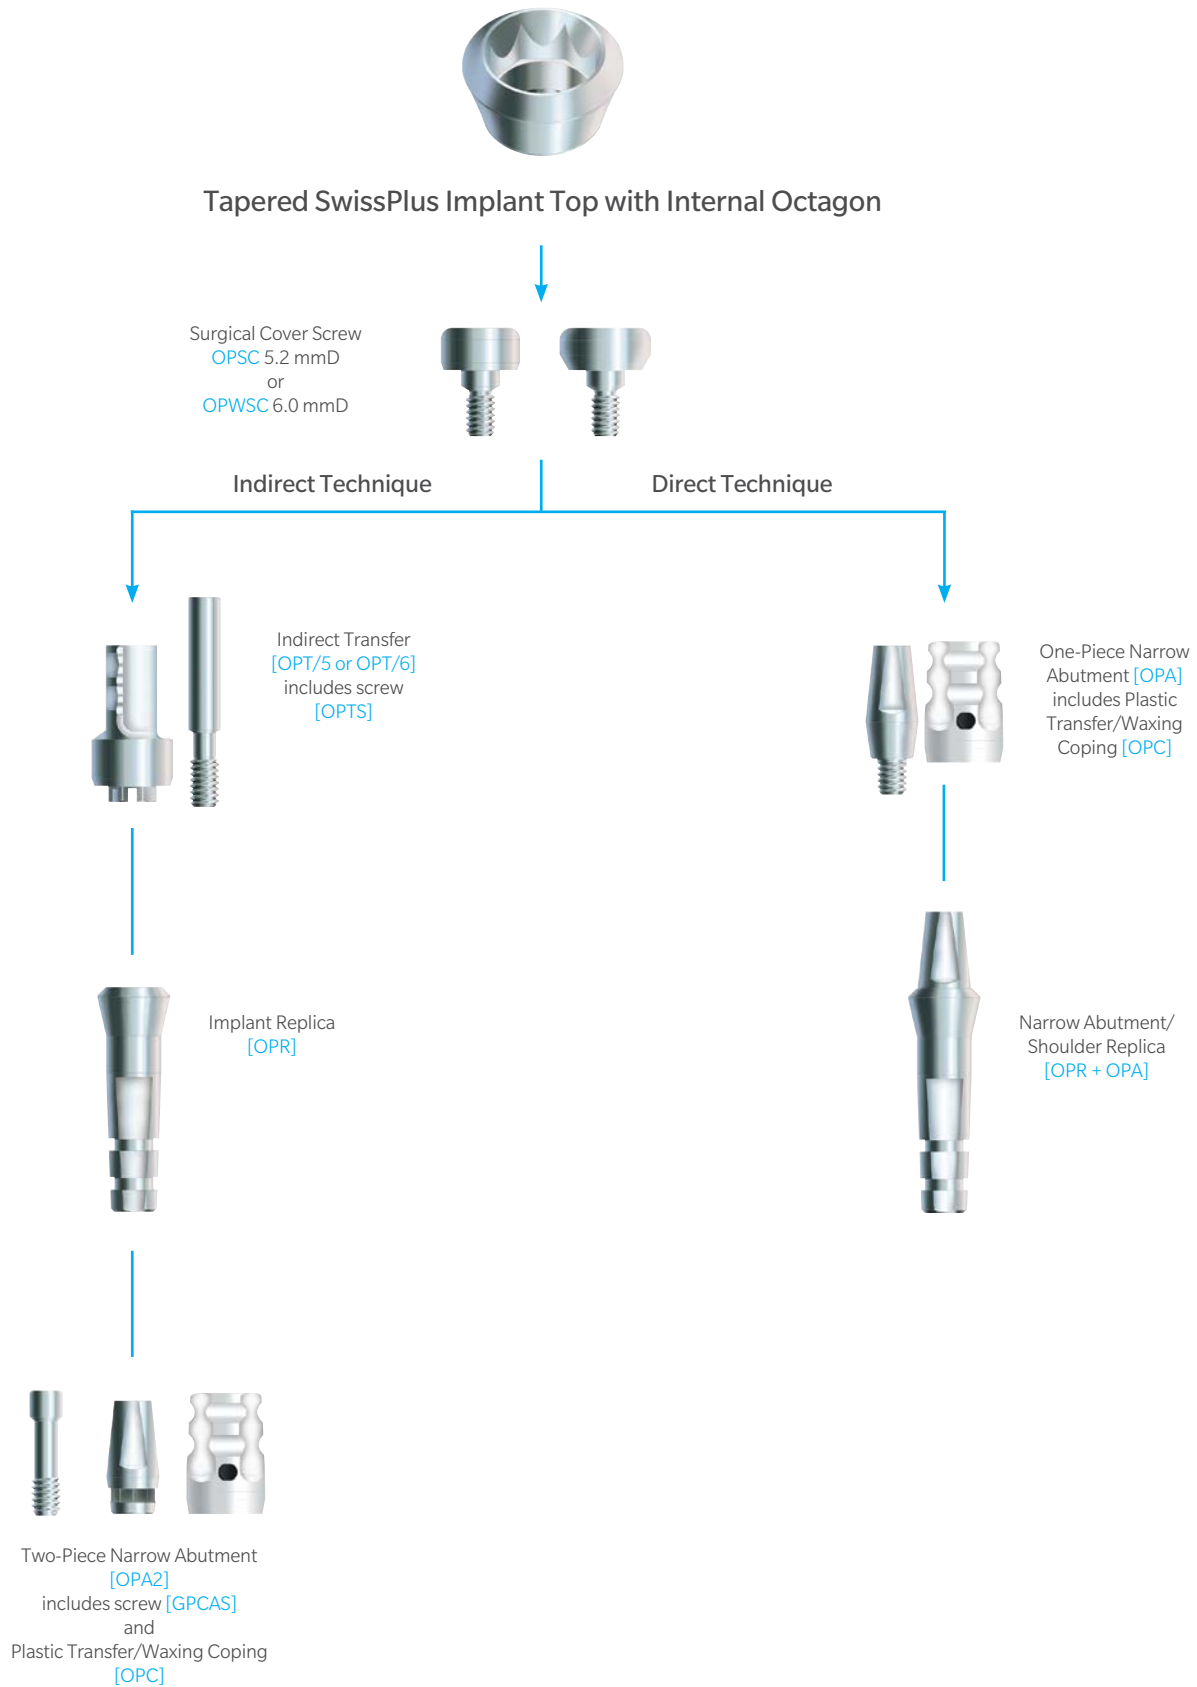 Tapered SwissPlus Implant Top with Internal Octagon
Surgical Cover Screw
OPSC 5.2 mmD
or
OPWSC 6.0 mmD
Indirect Technique
Direct Technique
Indirect Transfer
[OPT/5 or OPT/6]
includes screw
[OPTS]
One-Piece Narrow
Abutment [OPA]
includes Plastic
Transfer/Waxing
Coping [OPC]
Implant Replica
[OPR]
Narrow Abutment/
Shoulder Replica
[OPR + OPA]
Two-Piece Narrow Abutment
[OPA2]
includes screw [GPCAS]
and
Plastic Transfer/Waxing Coping
[OPC]